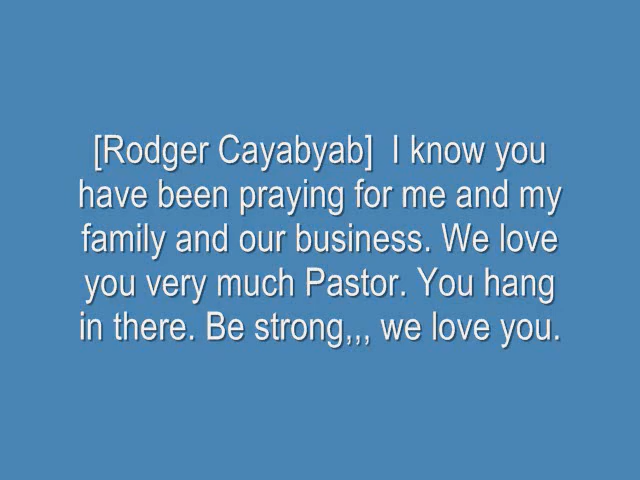 [Rodger Cayabyab]  I know you
have been praying for me and my
family and our business. We love
you very much Pastor. You hang
in there. Be strong,,, we love you.